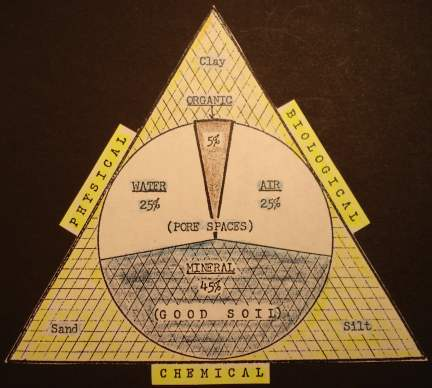 Clay
ORGANIC
5%
PHYSICAL
BIOLOGICAL
WATER
25%
AIR
25%
(PORE SPACES)
MINERAL
45%
(GOOD SOIL)
Sand
Silt
CHEMICAL